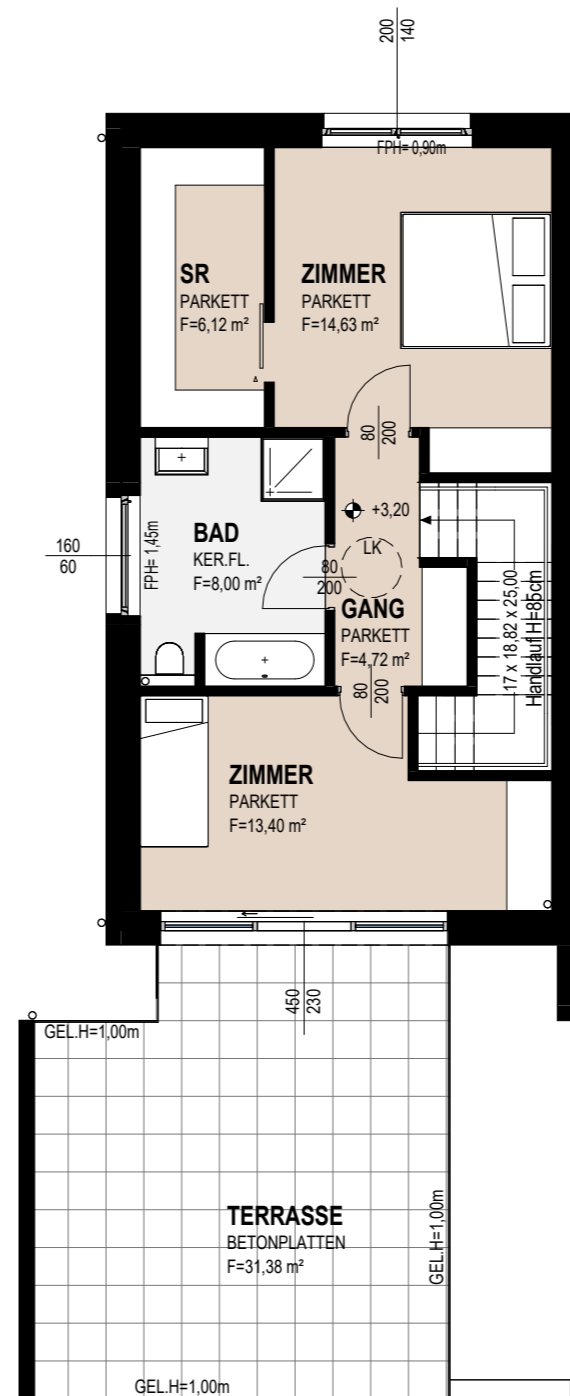 200
140
FPH= 0,90m
SR
PARKETT
F=6,12 m²
ZIMMER
PARKETT
F=14,63 m²
80
200
+3,20
LK
160
60
FPH= 1,45m
BAD
KER.FL.
F=8,00 m²
80
200
GANG
PARKETT
F=4,72 m²
17 x 18,82 x 25,00
Handlauf H=85cm
80
200
ZIMMER
PARKETT
F=13,40 m²
450
230
GEL.H=1,00m
TERRASSE
BETONPLATTEN
F=31,38 m²
GEL.H=1,00m
GEL.H=1,00m